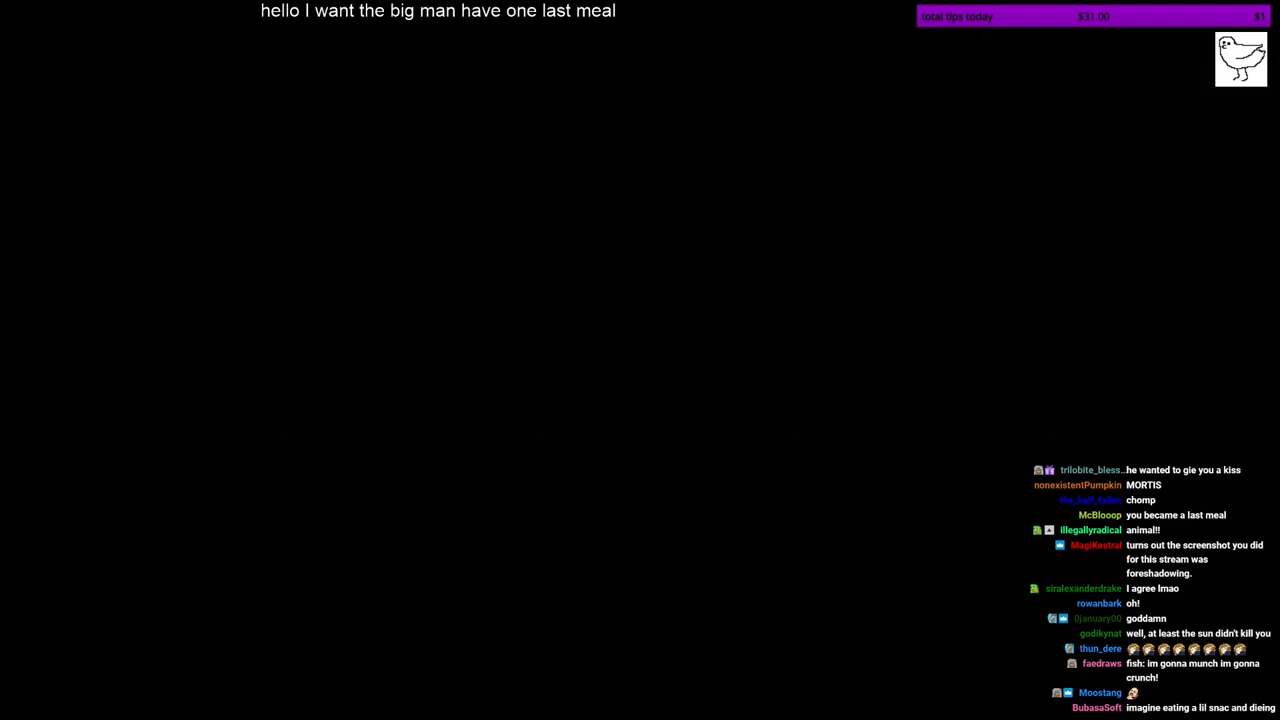 hello I want the big man have one last meal
total tips today $31.00 $1
trilobite_bless... he wanted to gie you a kiss
nonexistentPumpkin MORTIS
the_half_fallen chomp
McBlooop you became a last meal
illegallyradical animal!!
MagiKestral turns out the screenshot you did
for this stream was
foreshadowing.
siralexanderdrake I agree lmao
rowanbark oh!
0january00 goddamn
godikynat well, at least the sun didn't kill you
thun_dere
faedraws fish: im gonna munch im gonna
crunch!
Moostang
BubasaSoft imagine eating a lil snac and dieing